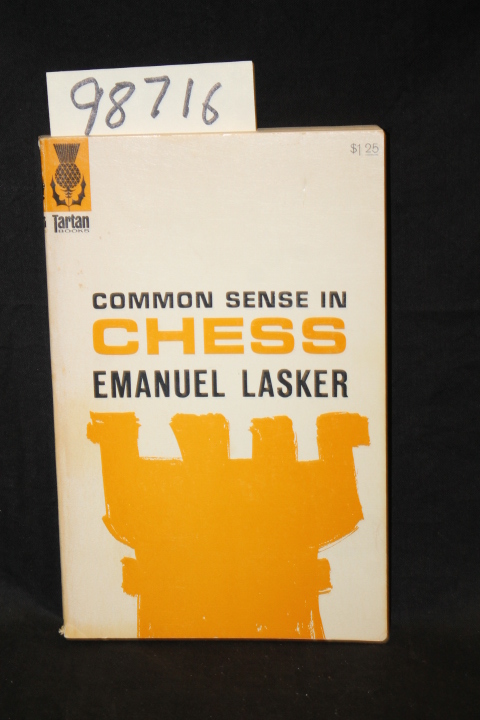 98716
$1.25
Tartan
BOOKS
COMMON SENSE IN
CHESS
EMANUEL LASKER